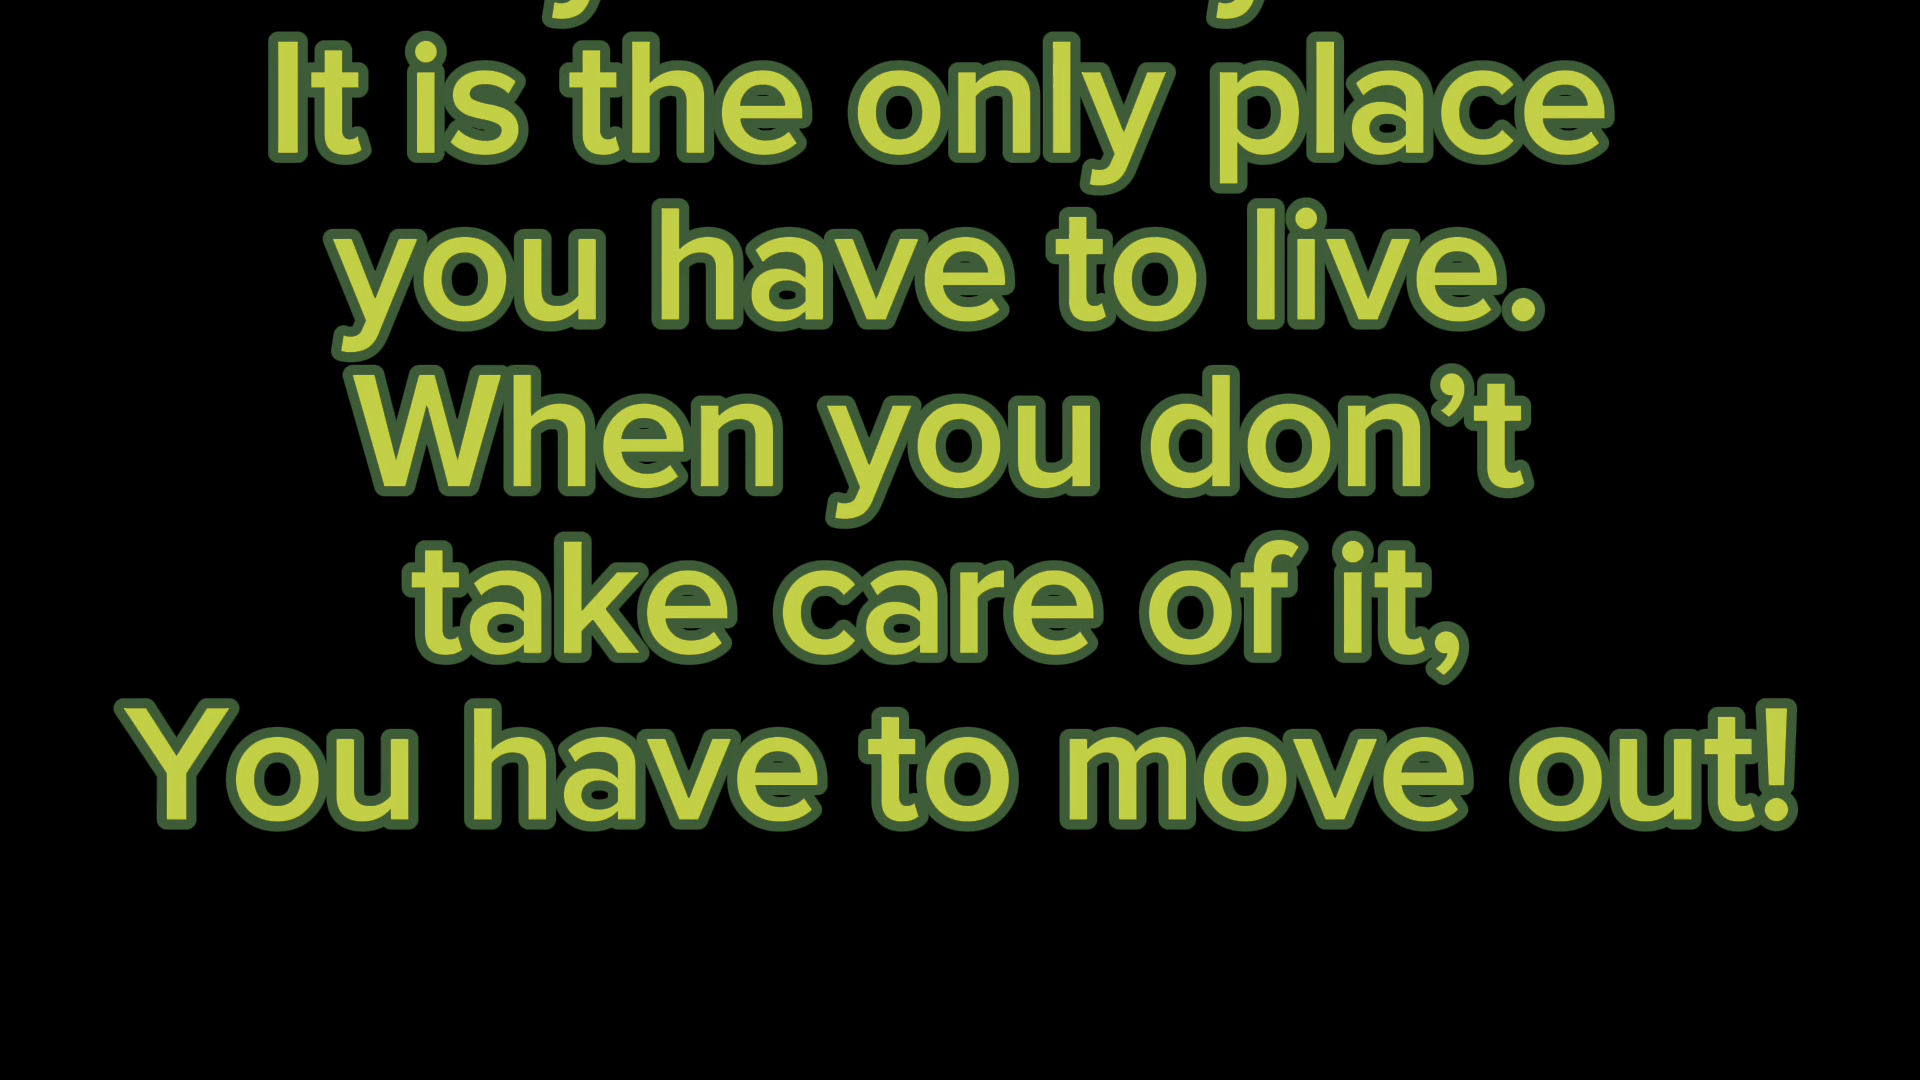 It is the only place
you have to live.
When you don’t
take care of it,
You have to move out!